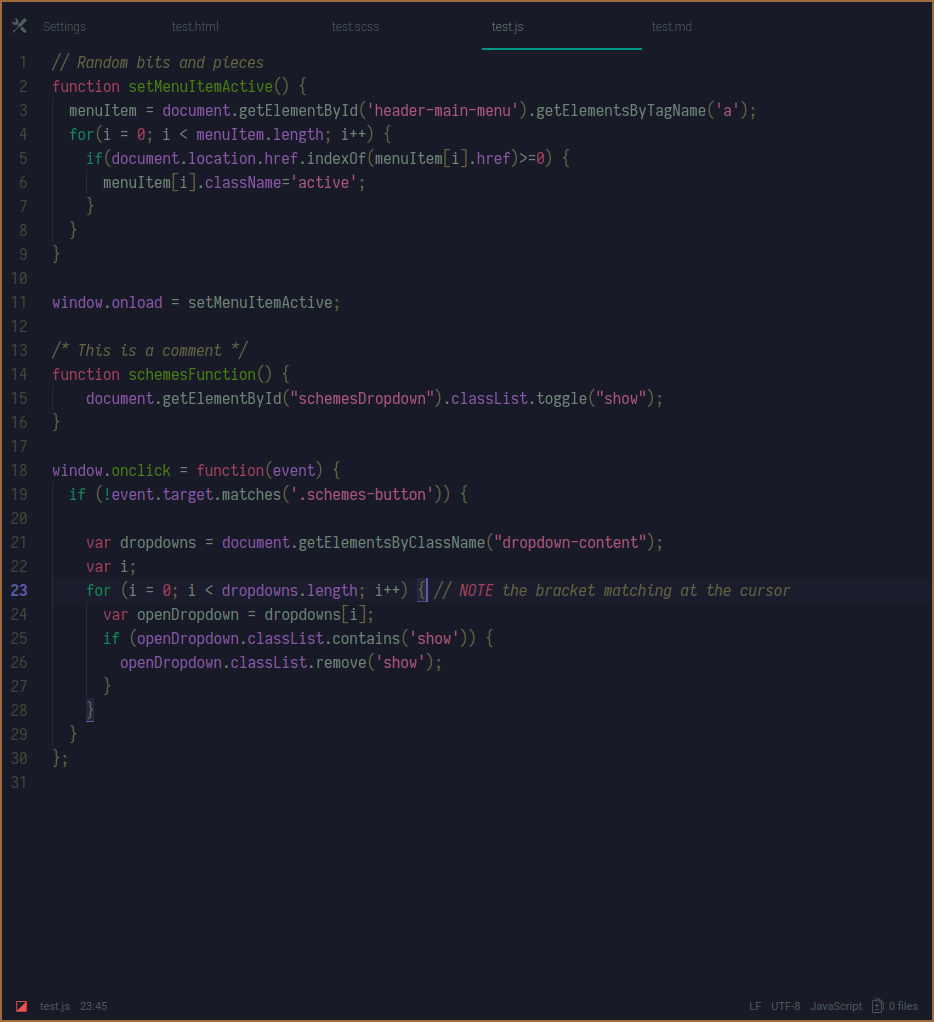 Settings test.html test.scss test.js test.md
1 // Random bits and pieces
2 function setMenuItemActive() {
3   menuItem = document.getElementById('header-main-menu').getElementsByTagName('a');
4   for(i = 0; i < menuItem.length; i++) {
5     if(document.location.href.indexOf(menuItem[i].href)>=0) {
6       menuItem[i].className='active';
7     }
8   }
9 }
10
11 window.onload = setMenuItemActive;
12
13 /* This is a comment */
14 function schemesFunction() {
15     document.getElementById("schemesDropdown").classList.toggle("show");
16 }
17
18 window.onclick = function(event) {
19   if (!event.target.matches('.schemes-button')) {
20
21     var dropdowns = document.getElementsByClassName("dropdown-content");
22     var i;
23     for (i = 0; i < dropdowns.length; i++) { // NOTE the bracket matching at the cursor
24       var openDropdown = dropdowns[i];
25       if (openDropdown.classList.contains('show')) {
26         openDropdown.classList.remove('show');
27       }
28     }
29   }
30 };
31
test.js 23:45 LF UTF-8 JavaScript 0 files